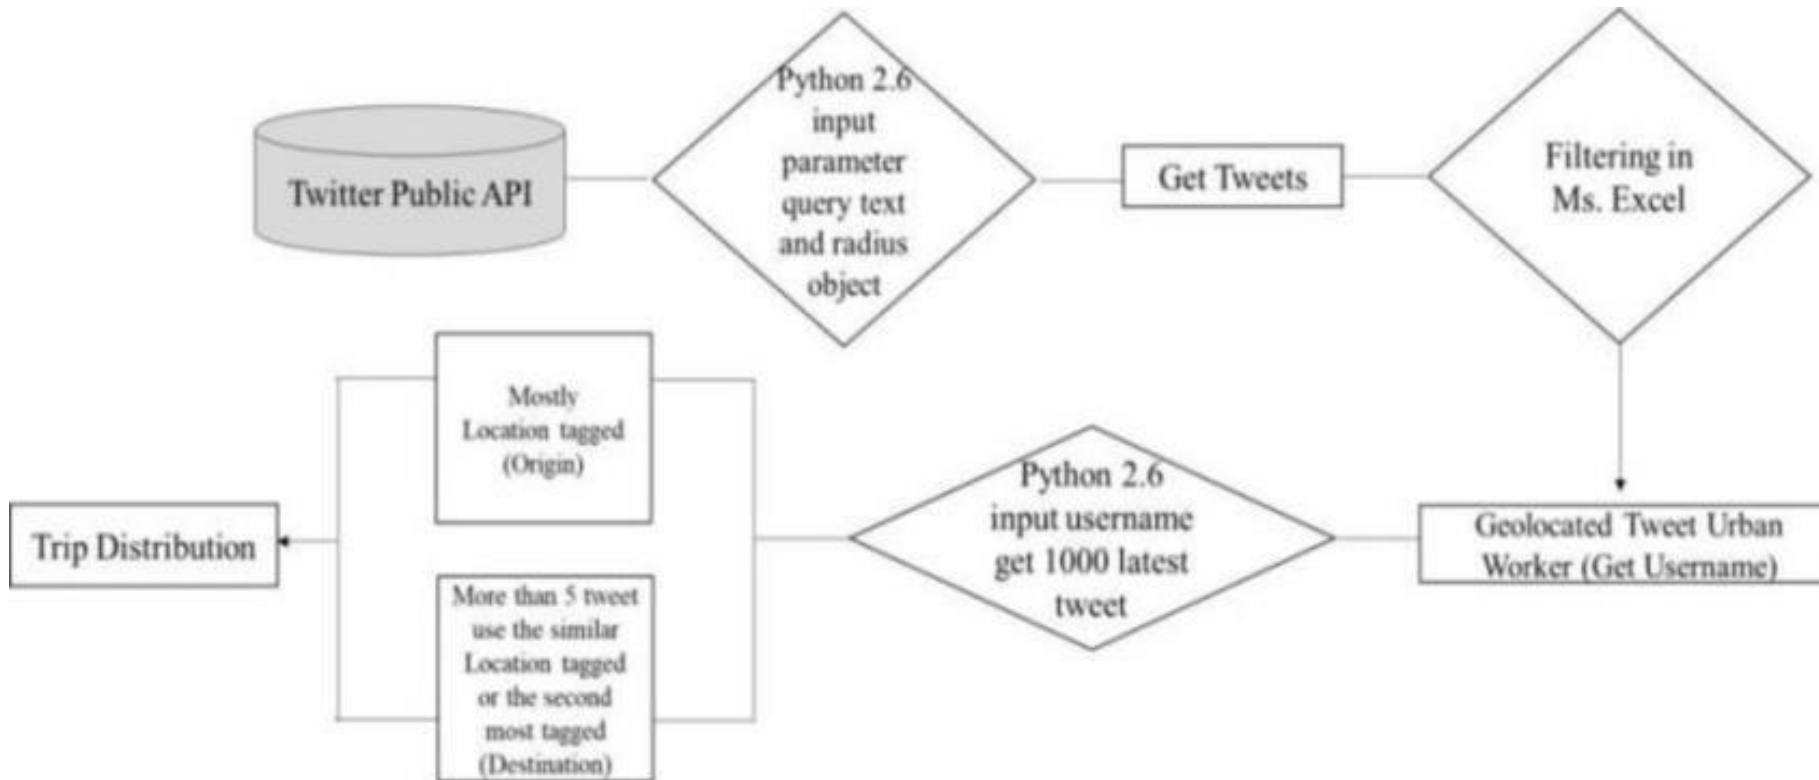 Twitter Public API
Python 2.6
input
parameter
query text
and radius
object
Get Tweets
Filtering in
Ms. Excel
Geolocated Tweet Urban
Worker (Get Username)
Python 2.6
input username
get 1000 latest
tweet
Mostly
Location tagged
(Origin)
More than 5 tweet
use the similar
Location tagged
or the second
most tagged
(Destination)
Trip Distribution